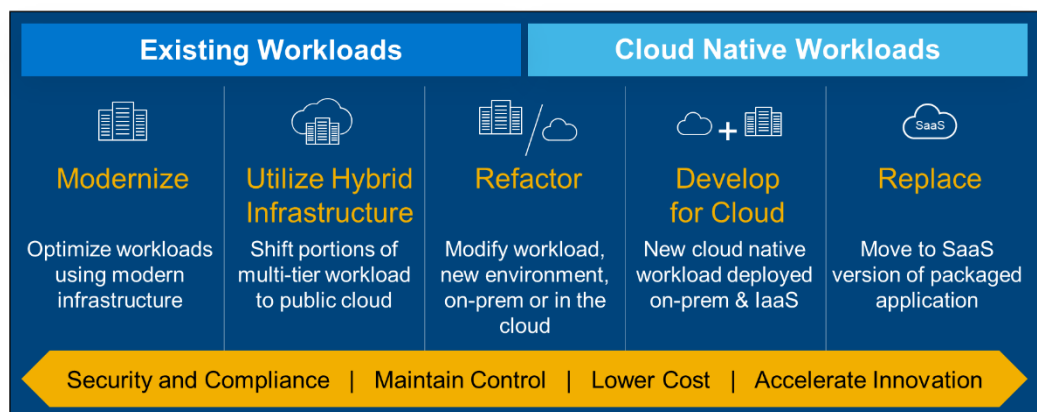 Existing Workloads
Cloud Native Workloads
Modernize
Optimize workloads
using modern
infrastructure
Utilize Hybrid
Infrastructure
Shift portions of
multi-tier workload
to public cloud
Refactor
Modify workload,
new environment,
on-prem or in the
cloud
Develop
for Cloud
New cloud native
workload deployed
on-prem & IaaS
SaaS
Replace
Move to SaaS
version of packaged
application
Security and Compliance | Maintain Control | Lower Cost | Accelerate Innovation